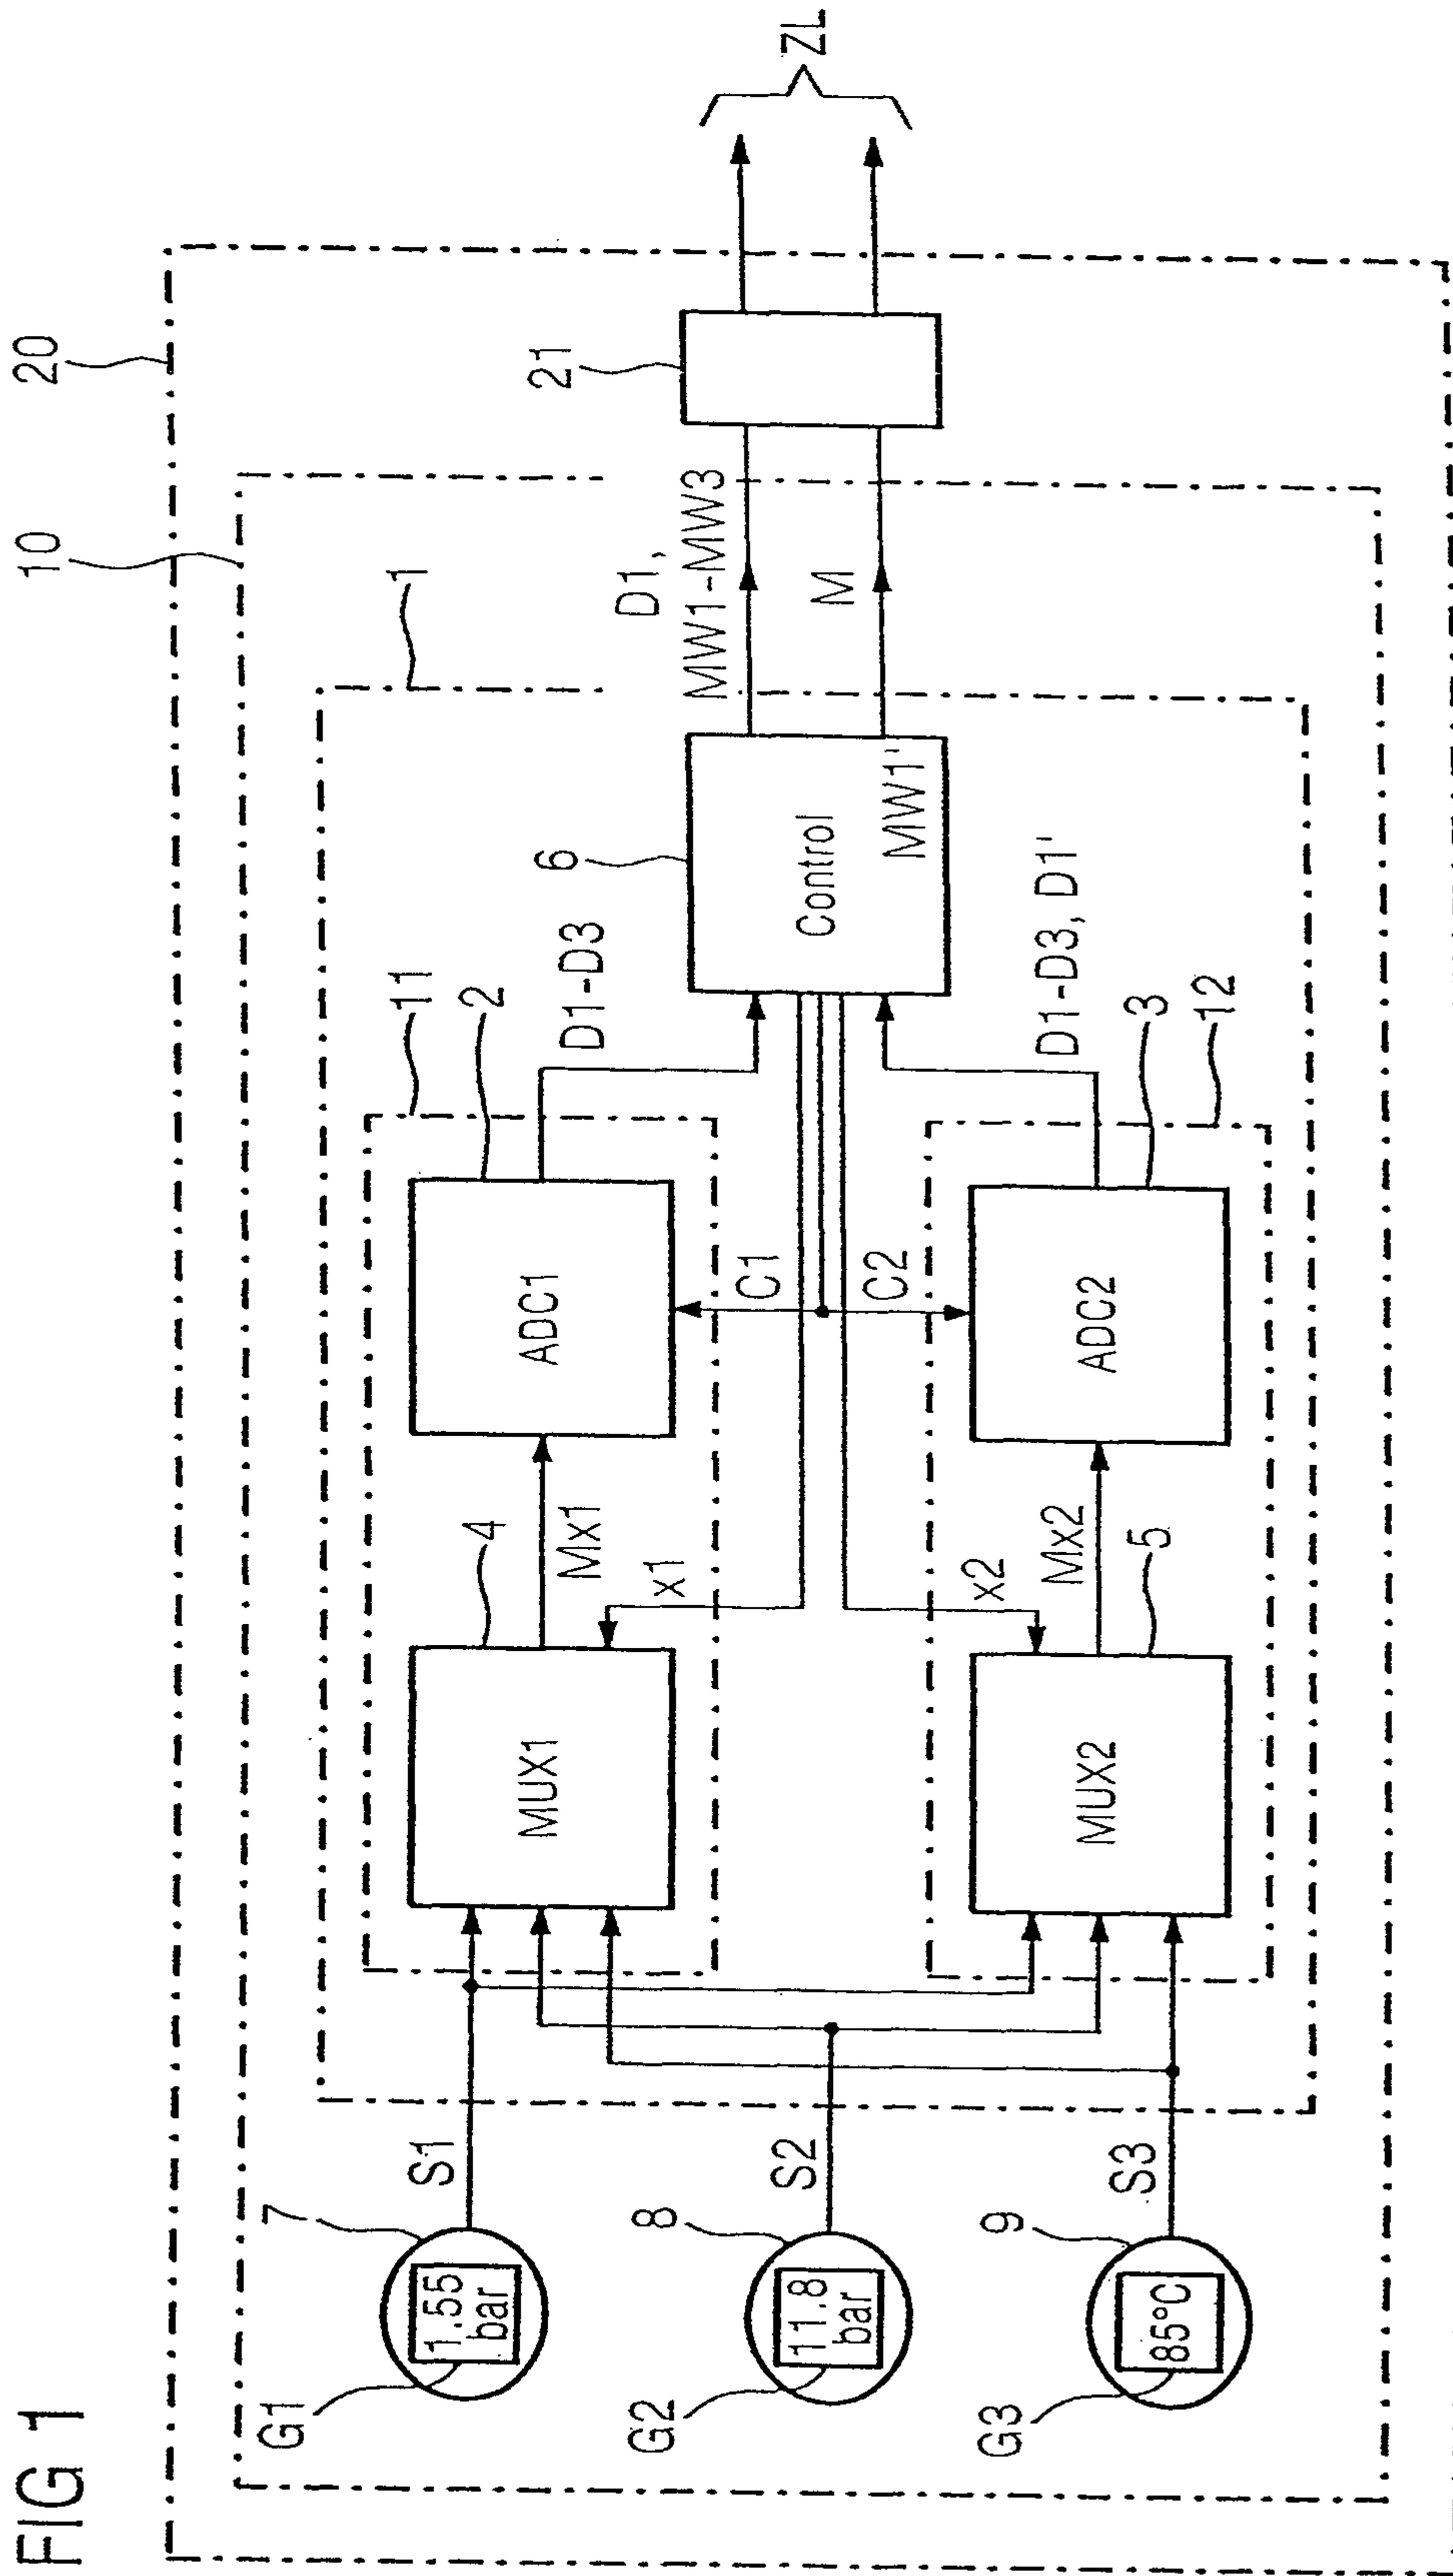 FIG 1
20
10
1
11
2
4
6
21
D1-D3
D1,
MW1-MW3
M
ZL
7
G1
1.55
bar
S1
MUX1
Mx1
x1
ADC1
C1
Control
MW1'
8
G2
11.8
bar
S2
C2
9
G3
85°C
S3
MUX2
x2
Mx2
5
ADC2
D1-D3, D1'
3
12